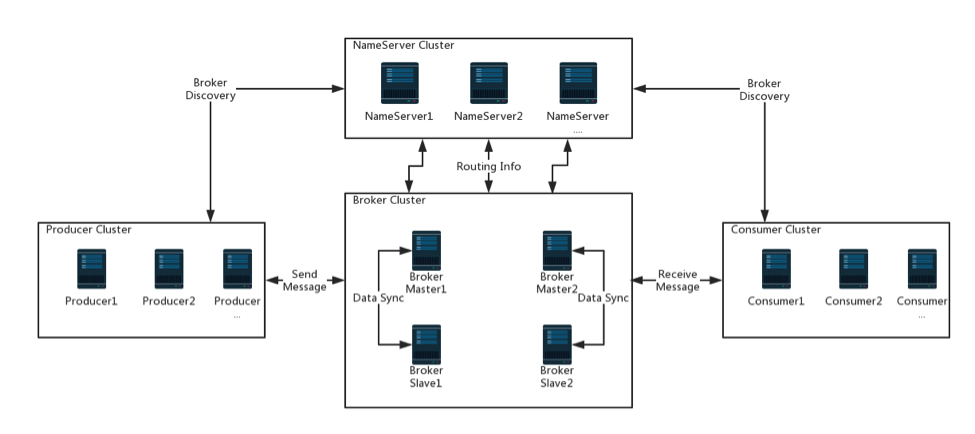 NameServer Cluster
NameServer1
NameServer2
NameServer
....
Broker
Discovery
Broker
Discovery
Routing Info
Producer Cluster
Producer1
Producer2
Producer
...
Send
Message
Broker Cluster
Broker
Master1
Broker
Master2
Data Sync
Data Sync
Broker
Slave1
Broker
Slave2
Receive
Message
Consumer Cluster
Consumer1
Consumer2
Consumer
...